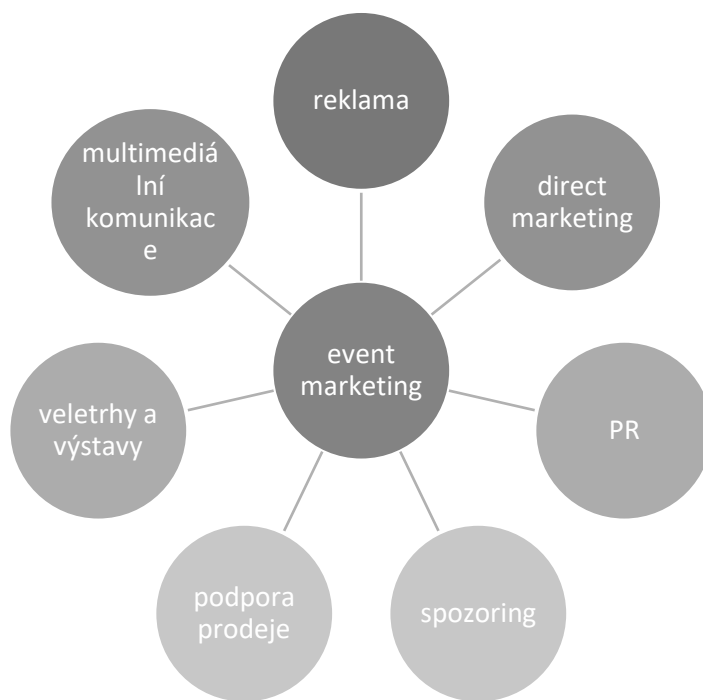 reklama
multimediá
lní
komunikac
e
direct
marketing
event
marketing
veletrhy a
výstavy
PR
podpora
prodeje
spozoring